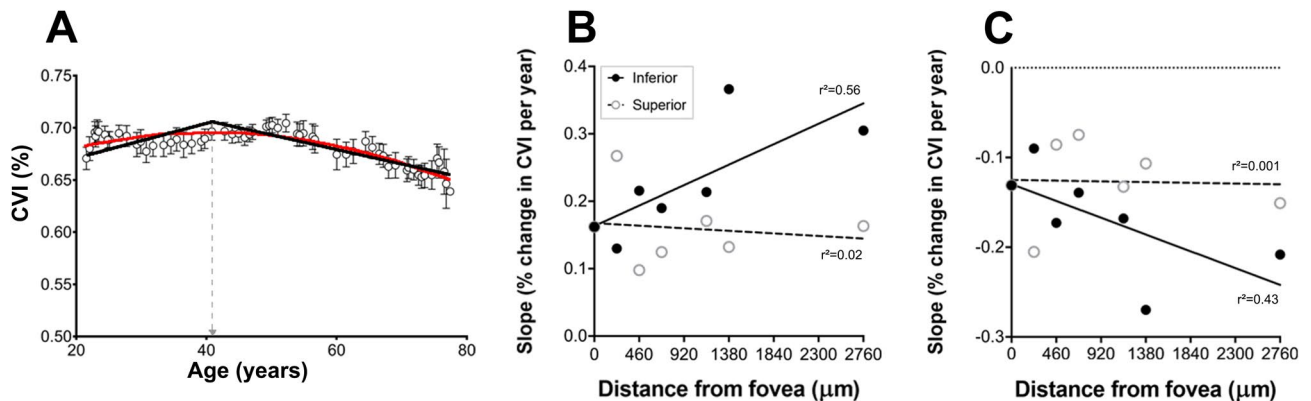 A
CVI (%)
0.75
0.70
0.65
0.60
0.55
0.50
20
40
60
80
Age (years)
B
Slope (% change in CVI per year)
0.4
0.3
0.2
0.1
0.0
Inferior
Superior
r²=0.56
r²=0.02
0
460
920
1380
1840
2300
2760
Distance from fovea (μm)
C
Slope (% change in CVI per year)
0.0
-0.1
-0.2
-0.3
r²=0.001
r²=0.43
0
460
920
1380
1840
2300
2760
Distance from fovea (μm)